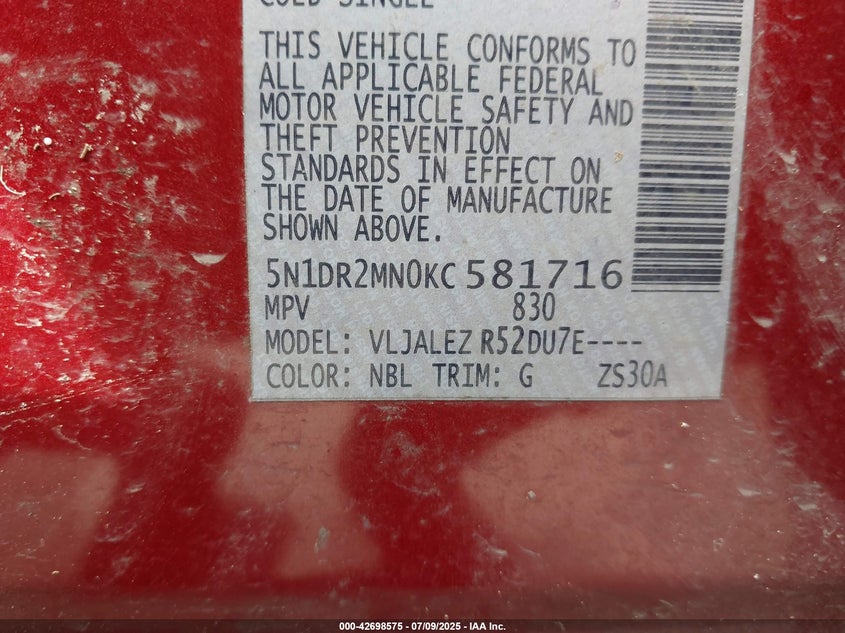 COLD SINGLE
THIS VEHICLE CONFORMS TO
ALL APPLICABLE FEDERAL
MOTOR VEHICLE SAFETY AND
THEFT PREVENTION
STANDARDS IN EFFECT ON
THE DATE OF MANUFACTURE
SHOWN ABOVE.
5N1DR2MN0KC581716
MPV 830
MODEL: VLJALEZ R52DU7E----
COLOR: NBL TRIM: G ZS30A
000-42698575 - 07/09/2025 - IAA Inc.